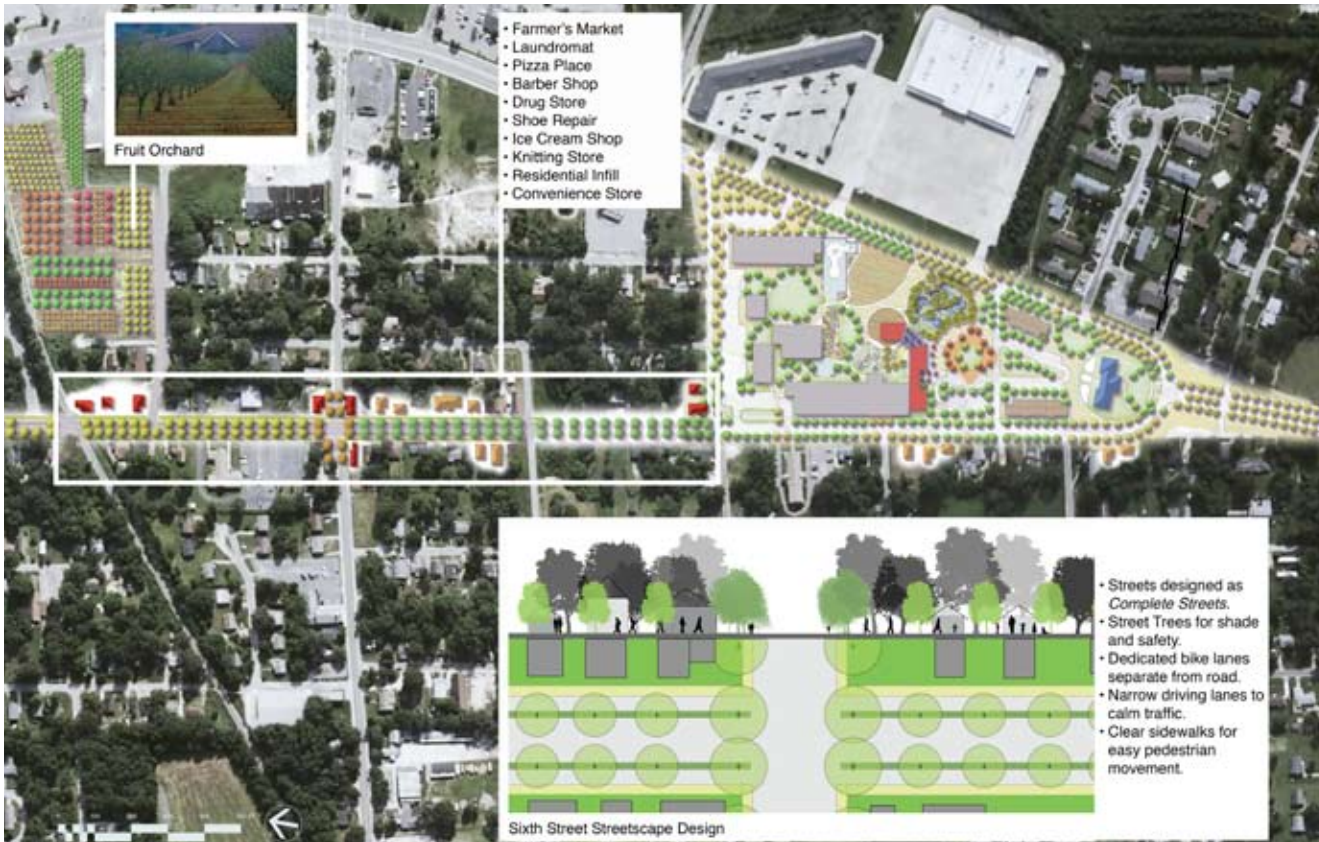 Fruit Orchard
• Farmer's Market
• Laundromat
• Pizza Place
• Barber Shop
• Drug Store
• Shoe Repair
• Ice Cream Shop
• Knitting Store
• Residential Infill
• Convenience Store
• Streets designed as
Complete Streets.
• Street Trees for shade
and safety.
• Dedicated bike lanes
separate from road.
• Narrow driving lanes to
calm traffic.
• Clear sidewalks for
easy pedestrian
movement.
Sixth Street Streetscape Design